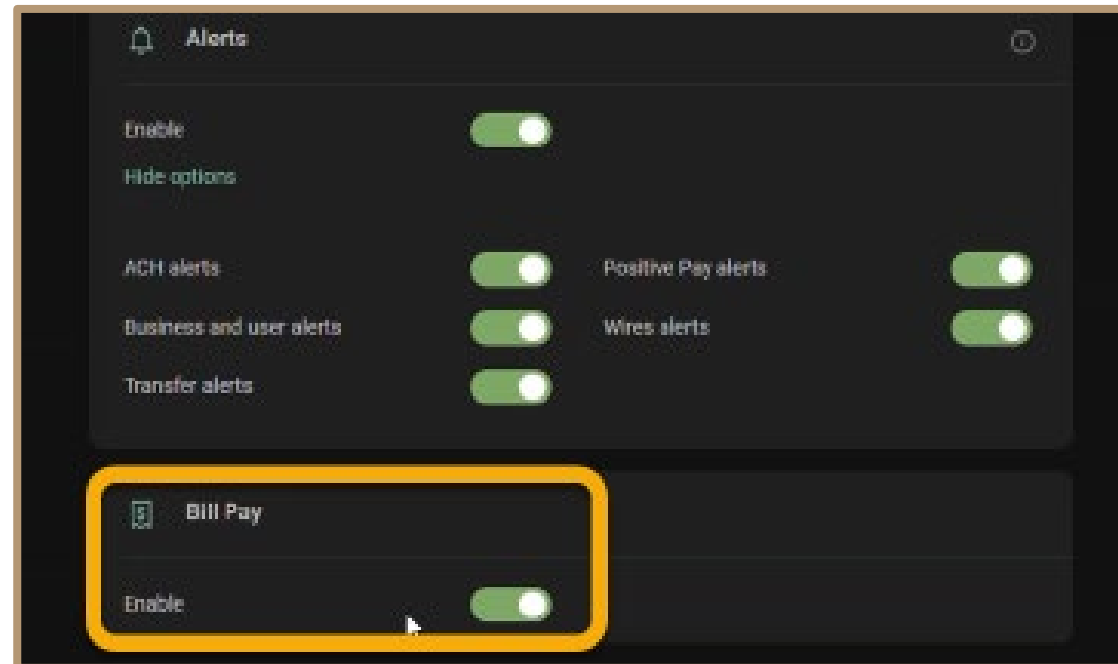 Alerts
Enable
Hide options
ACH alerts
Positive Pay alerts
Business and user alerts
Wires alerts
Transfer alerts
Bill Pay
Enable